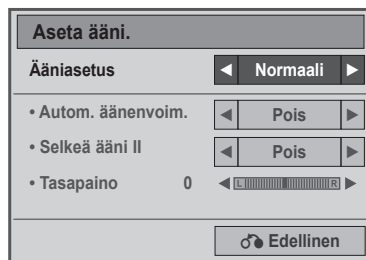 Aseta ääni.
Ääniasetus ◀ Normaali ▶
• Autom. äänenvoim. ◀ Pois ▶
• Selkeä ääni II ◀ Pois ▶
• Tasapaino 0 ◀ L R ▶
Edellinen